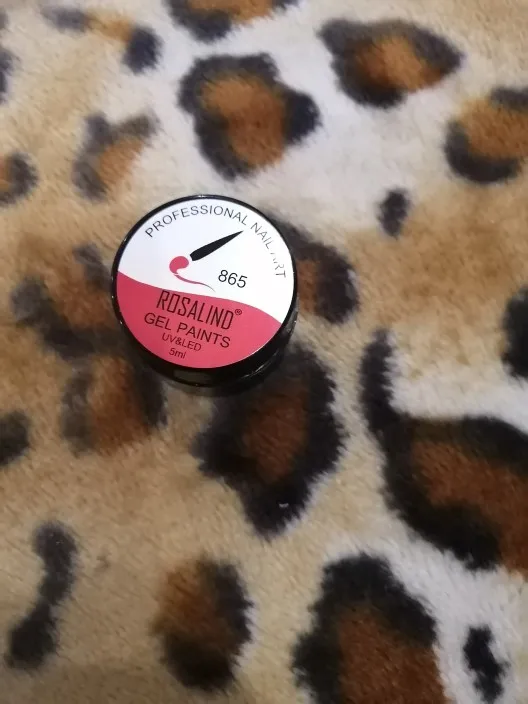 PROFESSIONAL NAIL ART
865
ROSALIND®
GEL PAINTS
UV&LED
5ml